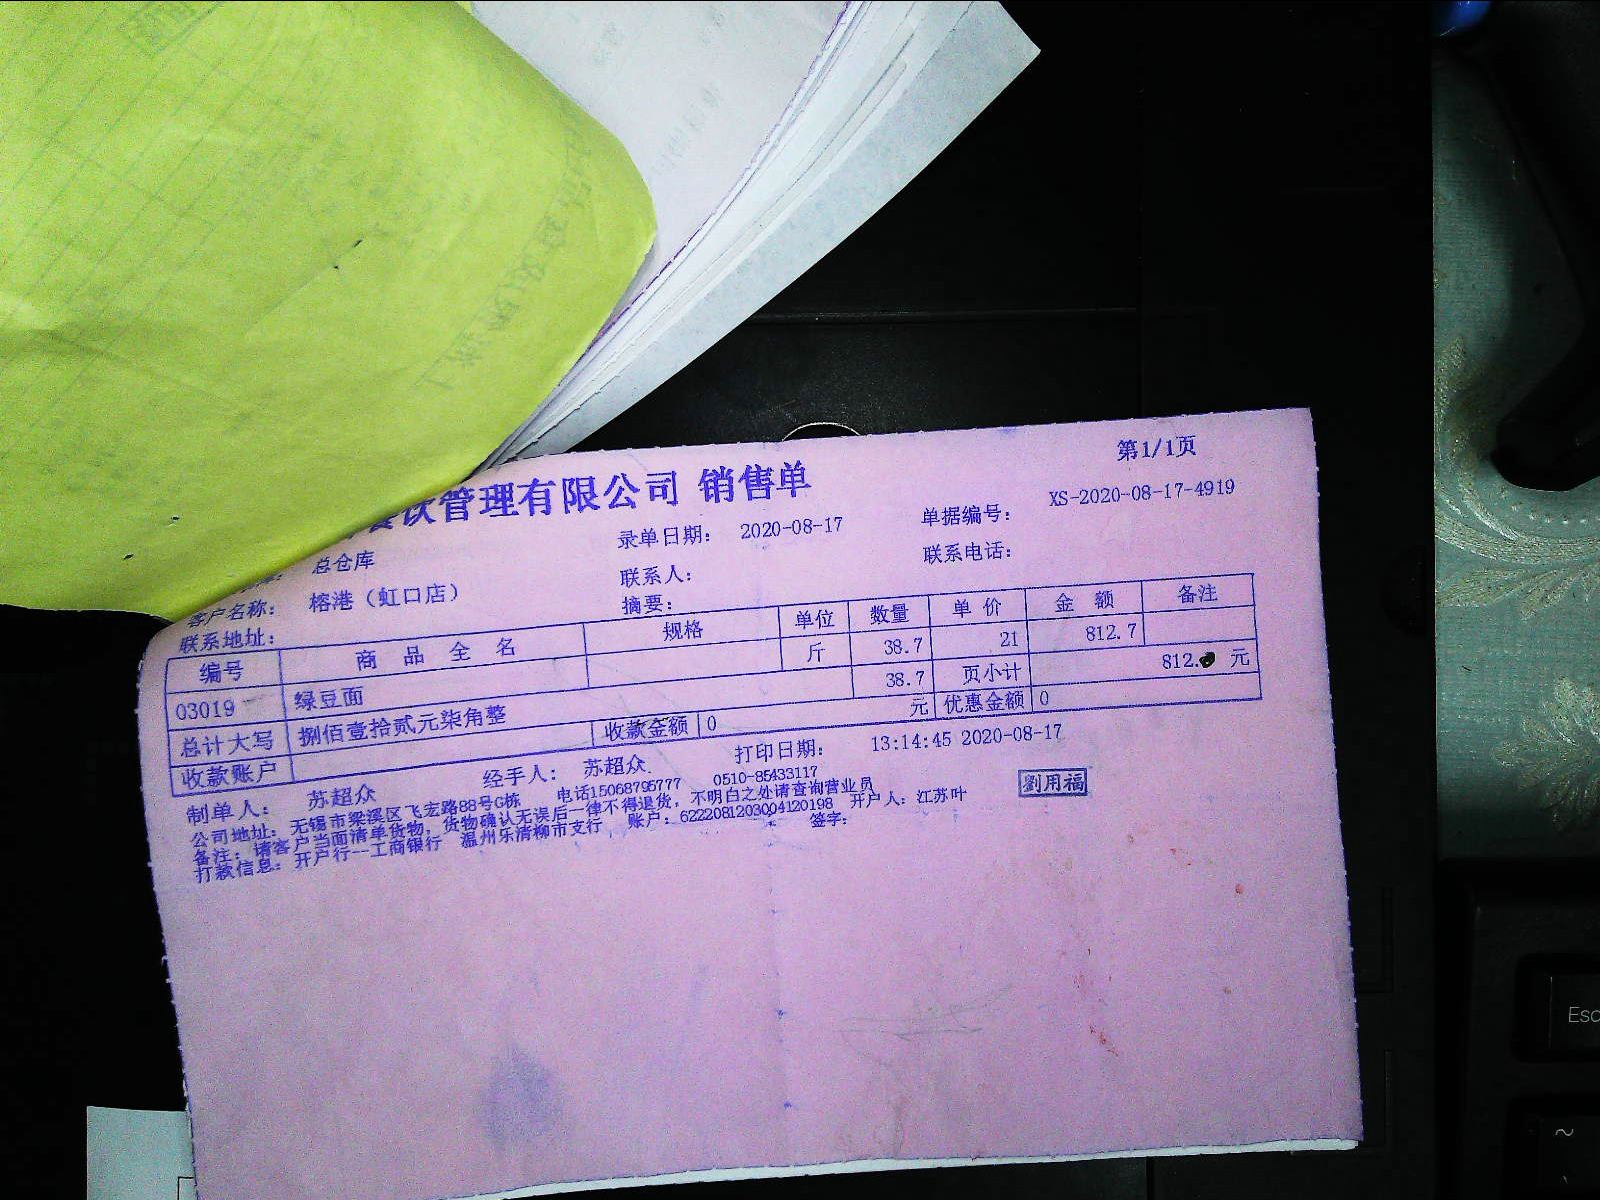 第1/1页
餐饮管理有限公司 销售单
录单日期: 2020-08-17 单据编号: XS-2020-08-17-4919
总仓库 联系人: 联系电话:
客户名称: 榕港（虹口店） 摘要:
联系地址:
编号 商品全名 规格 单位 数量 单价 金额 备注
03019 绿豆面 斤 38.7 21 812.7
38.7 页小计 812. 元
总计大写 捌佰壹拾贰元柒角整 收款金额 0 元 优惠金额 0
收款账户
制单人: 苏超众 经手人: 苏超众 打印日期: 13:14:45 2020-08-17
公司地址: 无锡市梁溪区飞宏路88号G栋 电话15068795777 0510-85433117
备注: 请客户当面清单货物, 货物确认无误后一律不得退货, 不明白之处请查询营业员
打款信息: 开户行--工商银行 温州乐清柳市支行 账户: 6222081203004120198 开户人: 江苏叶
签字:
劉用福
Esc
~